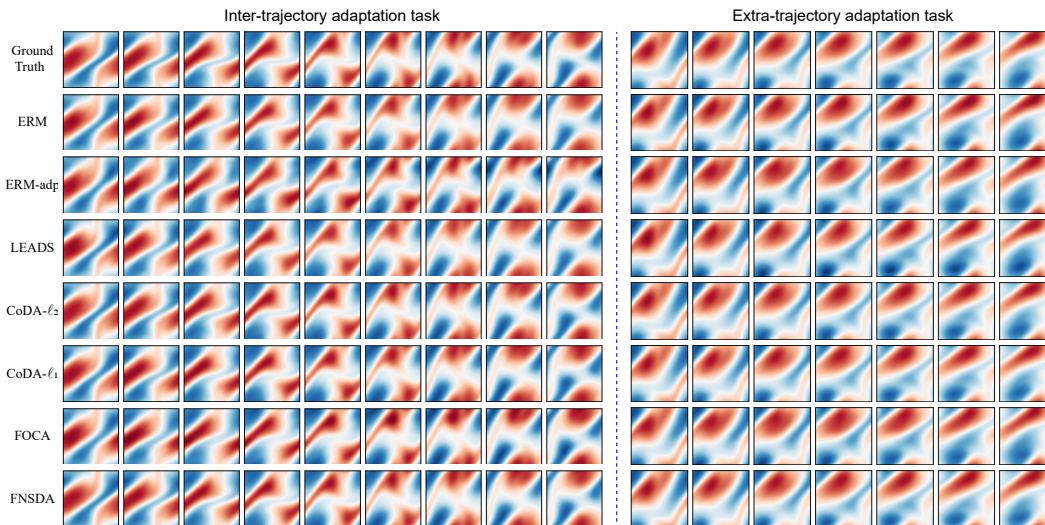 Inter-trajectory adaptation task
Extra-trajectory adaptation task
Ground
Truth
ERM
ERM-adp
LEADS
CoDA-ℓ₂
CoDA-ℓ₁
FOCA
FNSDA